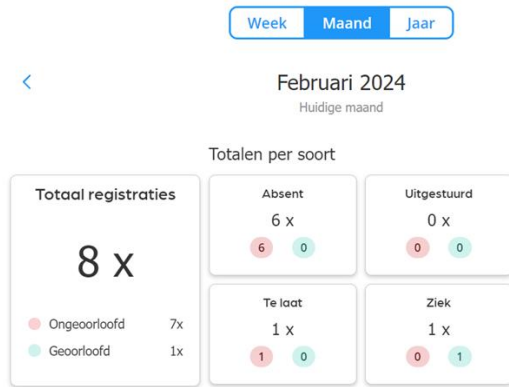 Week Maand Jaar
Februari 2024
Huidige maand
Totalen per soort
Totaal registraties
8 x
Ongeoorloofd 7x
Geoorloofd 1x
Absent
6 x
6 0
Uitgestuurd
0 x
0 0
Te laat
1 x
1 0
Ziek
1 x
0 1